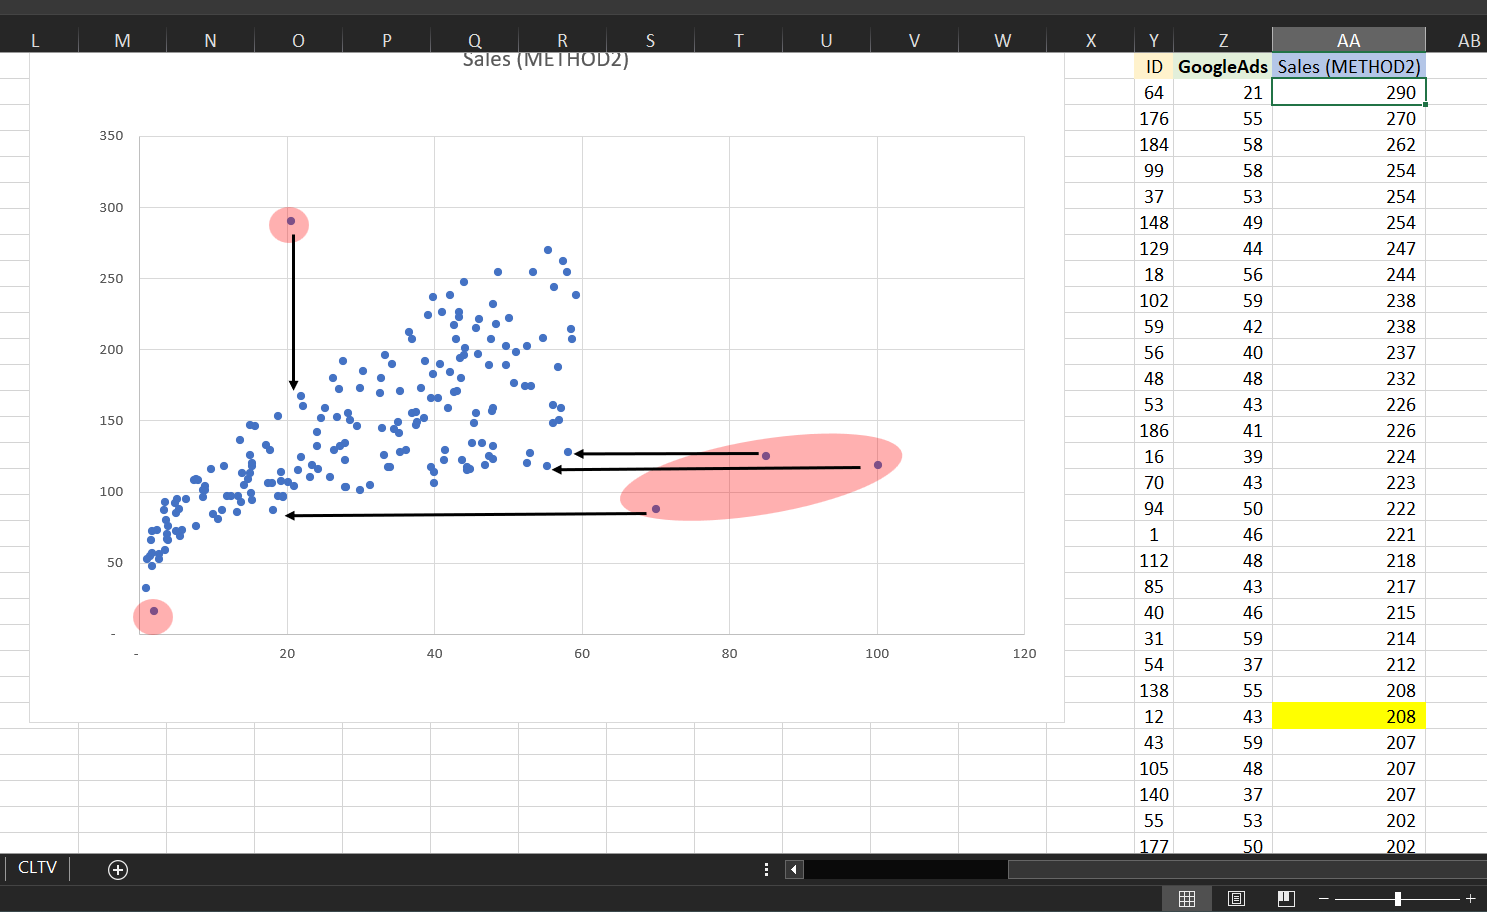 L M N O P Q R S T U V W X Y Z AA AB
Sales (METHOD2)
350
300
250
200
150
100
50
-
- 20 40 60 80 100 120
ID GoogleAds Sales (METHOD2)
64 21 290
176 55 270
184 58 262
99 58 254
37 53 254
148 49 254
129 44 247
18 56 244
102 59 238
59 42 238
56 40 237
48 48 232
53 43 226
186 41 226
16 39 224
70 43 223
94 50 222
1 46 221
112 48 218
85 43 217
40 46 215
31 59 214
54 37 212
138 55 208
12 43 208
43 59 207
105 48 207
140 37 207
55 53 202
177 50 202
CLTV